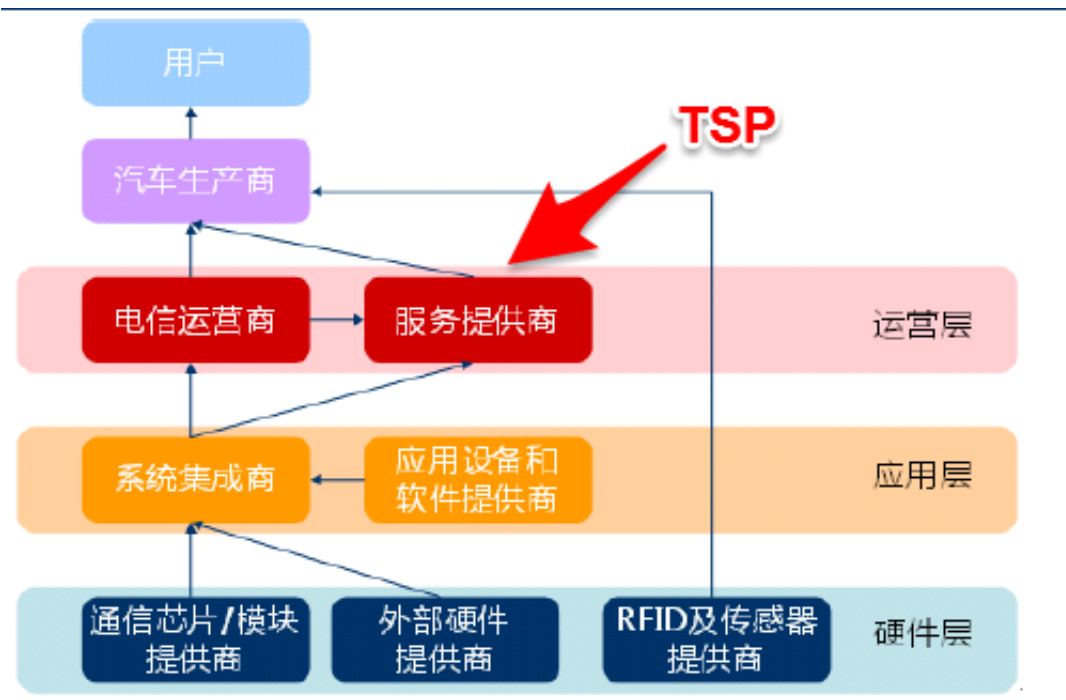 用户
TSP
汽车生产商
电信运营商
服务提供商
运营层
系统集成商
应用设备和
软件提供商
应用层
通信芯片/模块
提供商
外部硬件
提供商
RFID及传感器
提供商
硬件层